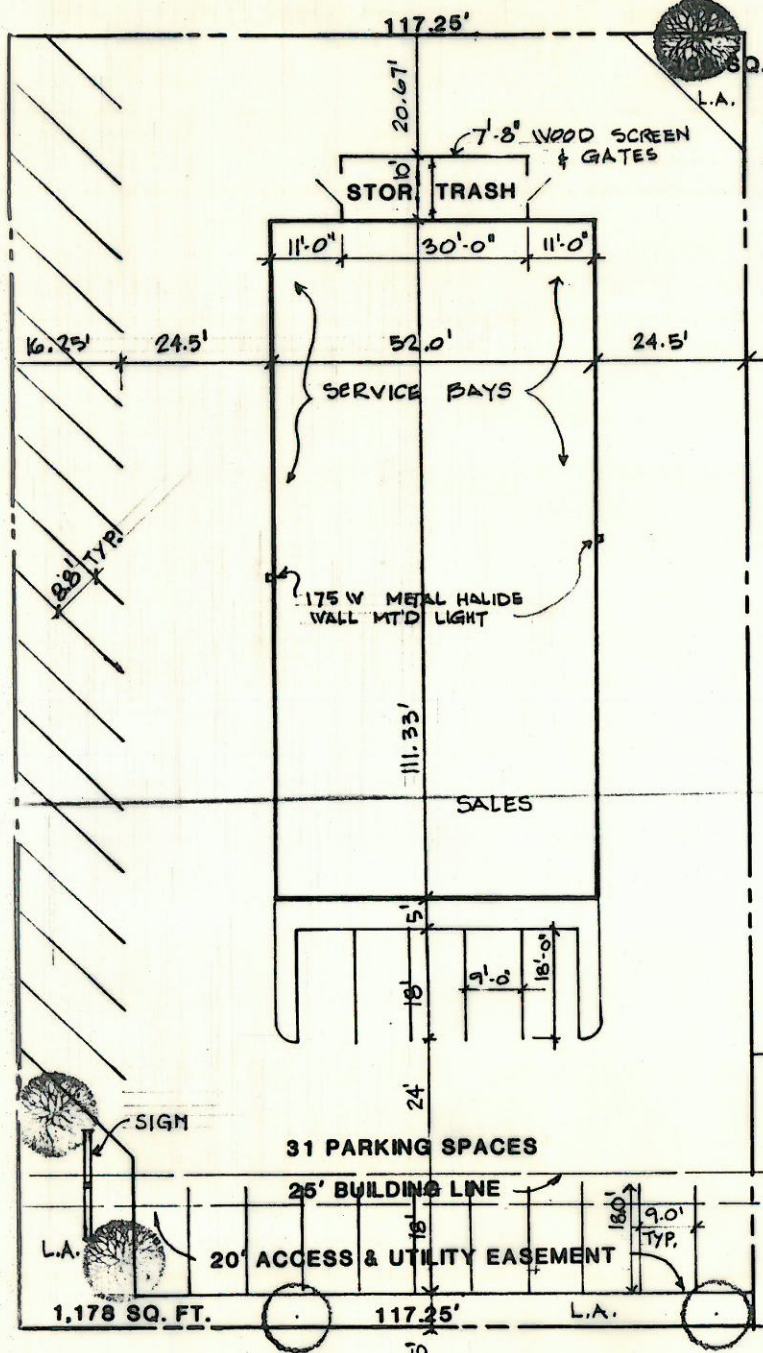 117.25'
20.67'
SQ.
L.A.
7'-8" WOOD SCREEN
& GATES
10'
STOR. TRASH
11'-0" 30'-0" 11'-0"
16.25' 24.5' 52.0' 24.5'
SERVICE BAYS
8.8' TYP.
175 W METAL HALIDE
WALL MT'D LIGHT
111.33'
SALES
5'
18'
9'-0"
18'-0"
24'
SIGN
31 PARKING SPACES
25' BUILDING LINE
18'
18.0'
9.0'
TYP.
L.A.
20' ACCESS & UTILITY EASEMENT
1,178 SQ. FT. 117.25' L.A.